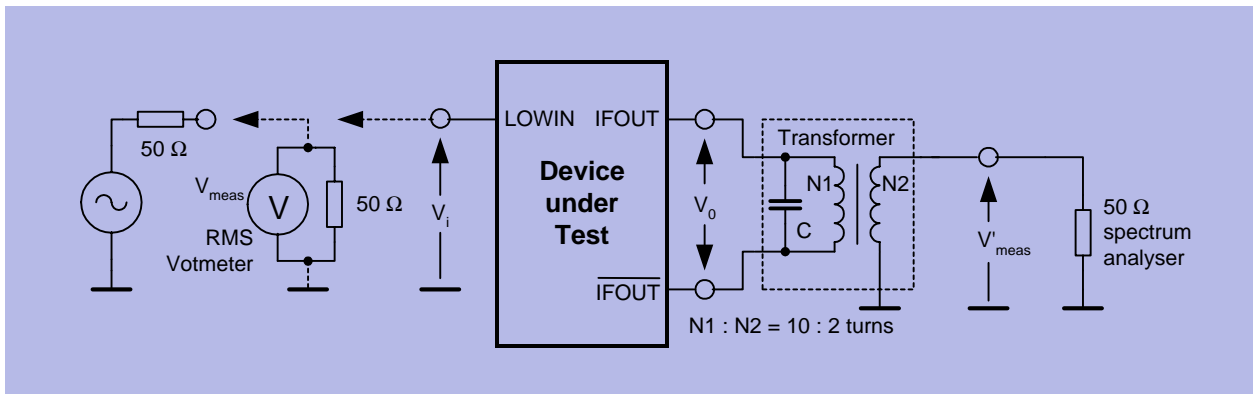 50 Ω
V meas
RMS
Votmeter
V
50 Ω
Vi
LOWIN
IFOUT
Device
under
Test
IFOUT
V0
Transformer
N1
N2
C
N1 : N2 = 10 : 2 turns
V'meas
50 Ω
spectrum
analyser